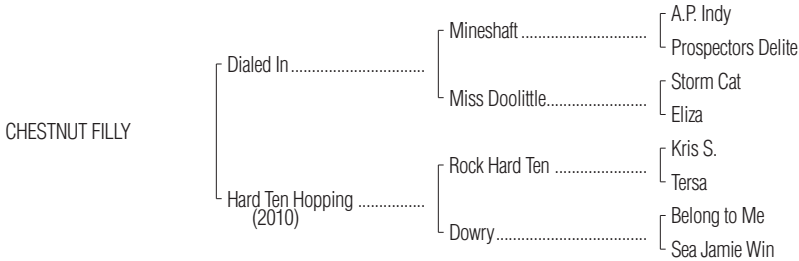 A.P. Indy
Mineshaft ..............................
Prospectors Delite
Dialed In................................
Storm Cat
Miss Doolittle........................
Eliza
CHESTNUT FILLY
Kris S.
Rock Hard Ten ......................
Tersa
Hard Ten Hopping ................
(2010)
Belong to Me
Dowry....................................
Sea Jamie Win